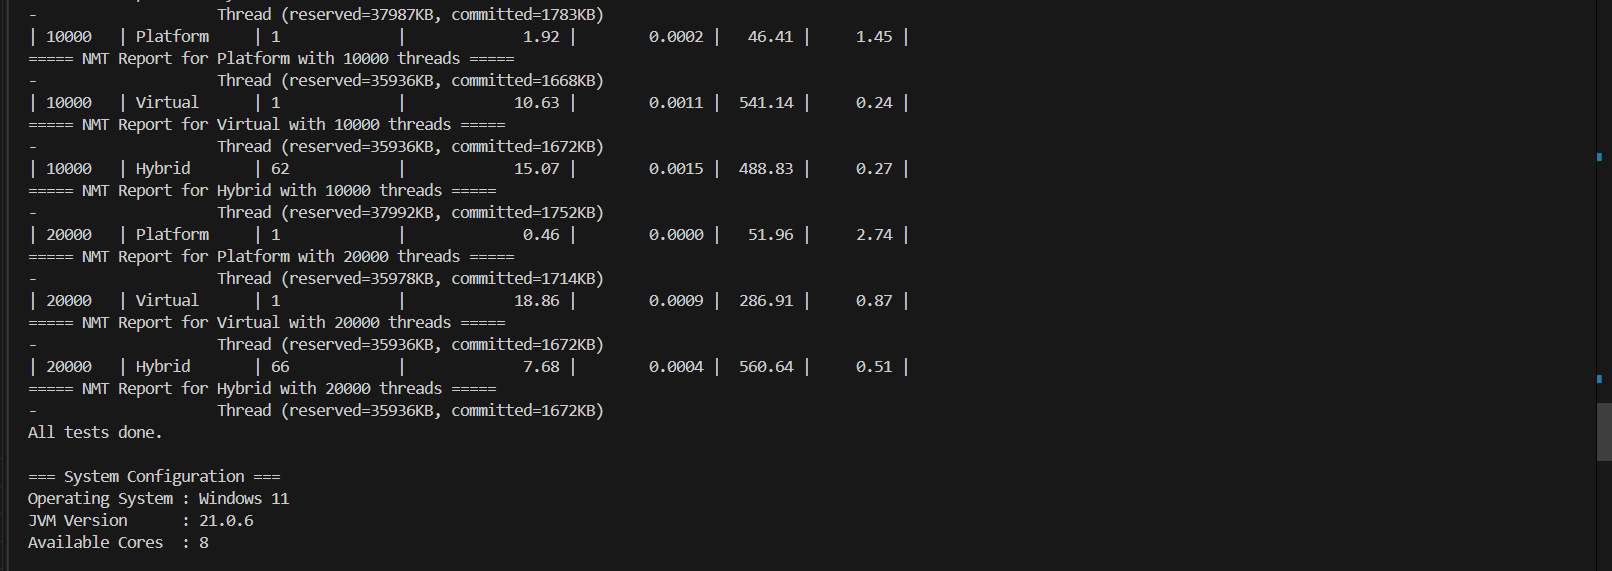 -                    Thread (reserved=37987KB, committed=1783KB)
| 10000   | Platform     | 1             |             1.92 |        0.0002 |   46.41 |     1.45 |
===== NMT Report for Platform with 10000 threads =====
-                    Thread (reserved=35936KB, committed=1668KB)
| 10000   | Virtual      | 1             |            10.63 |        0.0011 |  541.14 |     0.24 |
===== NMT Report for Virtual with 10000 threads =====
-                    Thread (reserved=35936KB, committed=1672KB)
| 10000   | Hybrid       | 62            |            15.07 |        0.0015 |  488.83 |     0.27 |
===== NMT Report for Hybrid with 10000 threads =====
-                    Thread (reserved=37992KB, committed=1752KB)
| 20000   | Platform     | 1             |             0.46 |        0.0000 |   51.96 |     2.74 |
===== NMT Report for Platform with 20000 threads =====
-                    Thread (reserved=35978KB, committed=1714KB)
| 20000   | Virtual      | 1             |            18.86 |        0.0009 |  286.91 |     0.87 |
===== NMT Report for Virtual with 20000 threads =====
-                    Thread (reserved=35936KB, committed=1672KB)
| 20000   | Hybrid       | 66            |             7.68 |        0.0004 |  560.64 |     0.51 |
===== NMT Report for Hybrid with 20000 threads =====
-                    Thread (reserved=35936KB, committed=1672KB)
All tests done.

=== System Configuration ===
Operating System : Windows 11
JVM Version      : 21.0.6
Available Cores  : 8